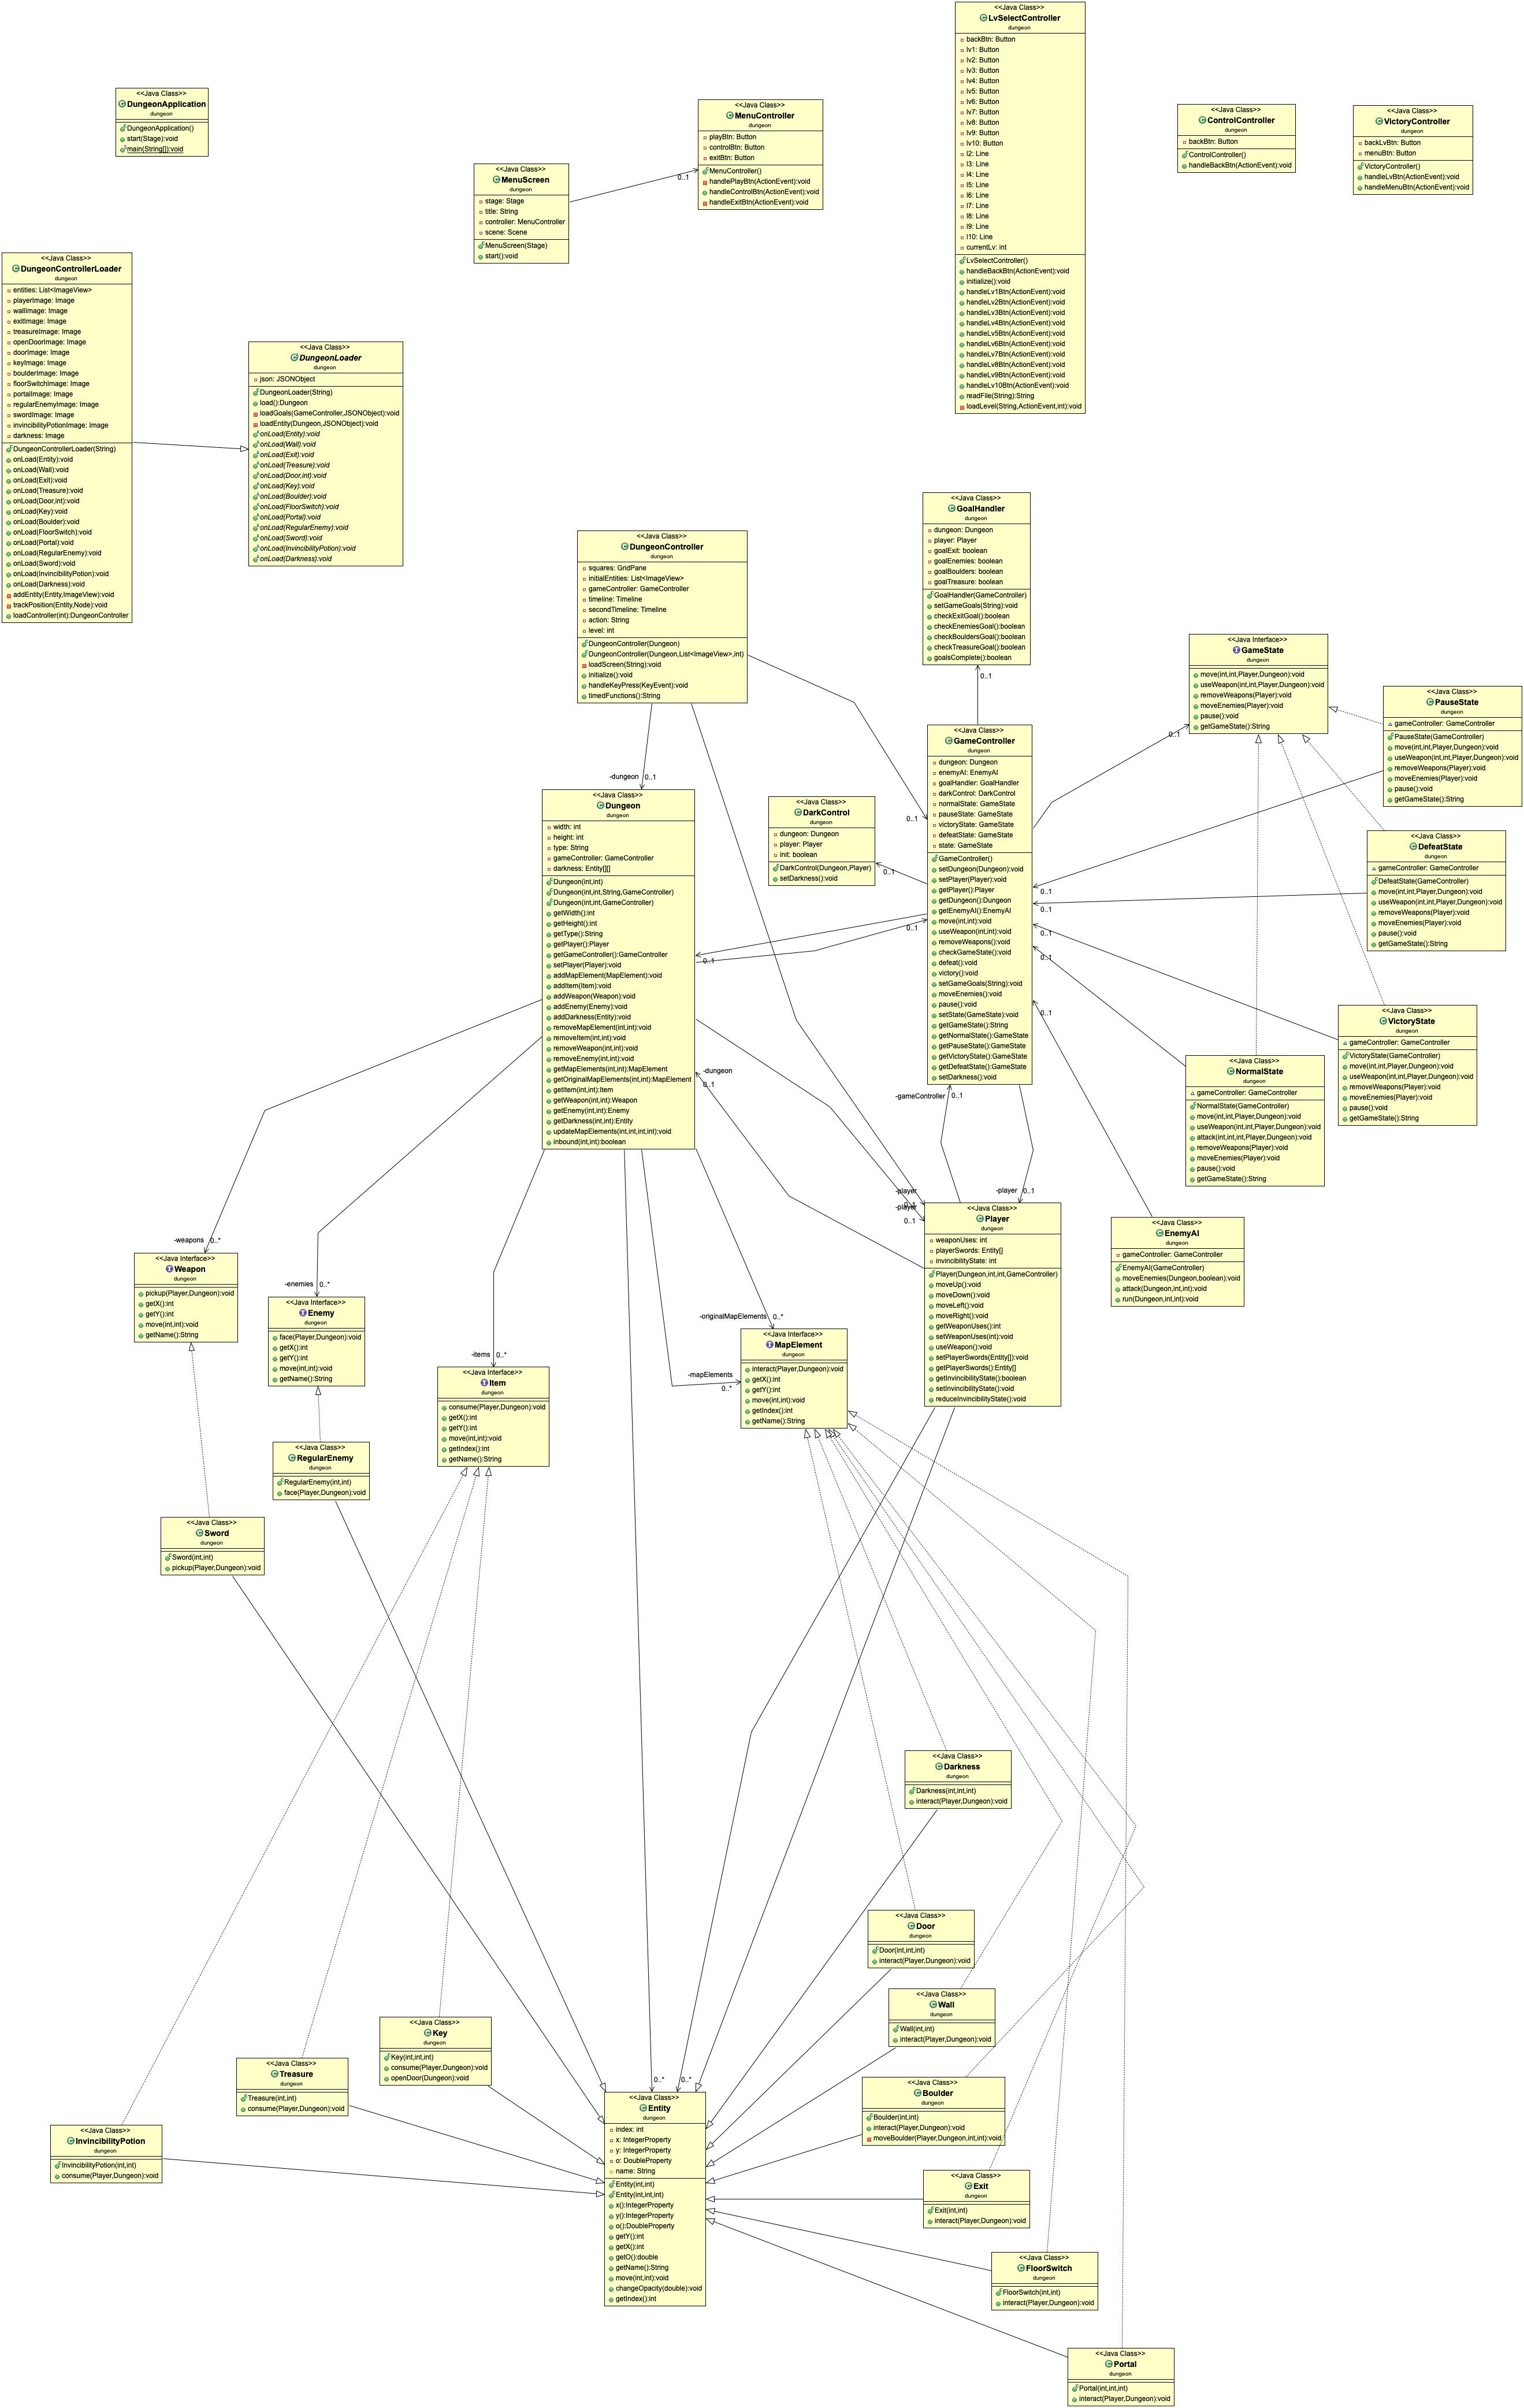 <<Java Class>>
LvSelectController
dungeon
backBtn: Button
lv1: Button
lv2: Button
lv3: Button
lv4: Button
lv5: Button
lv6: Button
lv7: Button
lv8: Button
lv9: Button
lv10: Button
l2: Line
l3: Line
l4: Line
l5: Line
l6: Line
l7: Line
l8: Line
l9: Line
l10: Line
currentLv: int
LvSelectController()
handleBackBtn(ActionEvent):void
initialize():void
handleLv1Btn(ActionEvent):void
handleLv2Btn(ActionEvent):void
handleLv3Btn(ActionEvent):void
handleLv4Btn(ActionEvent):void
handleLv5Btn(ActionEvent):void
handleLv6Btn(ActionEvent):void
handleLv7Btn(ActionEvent):void
handleLv8Btn(ActionEvent):void
handleLv9Btn(ActionEvent):void
handleLv10Btn(ActionEvent):void
readFile(String):String
loadLevel(String,ActionEvent,int):void
<<Java Class>>
DungeonApplication
dungeon
DungeonApplication()
start(Stage):void
main(String[]):void
<<Java Class>>
MenuController
dungeon
playBtn: Button
controlBtn: Button
exitBtn: Button
MenuController()
handlePlayBtn(ActionEvent):void
handleControlBtn(ActionEvent):void
handleExitBtn(ActionEvent):void
<<Java Class>>
ControlController
dungeon
backBtn: Button
ControlController()
handleBackBtn(ActionEvent):void
<<Java Class>>
VictoryController
dungeon
backLvBtn: Button
menuBtn: Button
VictoryController()
handleLvBtn(ActionEvent):void
handleMenuBtn(ActionEvent):void
<<Java Class>>
MenuScreen
dungeon
stage: Stage
title: String
controller: MenuController
scene: Scene
MenuScreen(Stage)
start():void
0..1
<<Java Class>>
DungeonControllerLoader
dungeon
entities: List<ImageView>
playerImage: Image
wallImage: Image
exitImage: Image
treasureImage: Image
openDoorImage: Image
doorImage: Image
keyImage: Image
boulderImage: Image
floorSwitchImage: Image
portalImage: Image
regularEnemyImage: Image
swordImage: Image
invincibilityPotionImage: Image
darkness: Image
DungeonControllerLoader(String)
onLoad(Entity):void
onLoad(Wall):void
onLoad(Exit):void
onLoad(Treasure):void
onLoad(Door,int):void
onLoad(Key):void
onLoad(Boulder):void
onLoad(FloorSwitch):void
onLoad(Portal):void
onLoad(RegularEnemy):void
onLoad(Sword):void
onLoad(InvincibilityPotion):void
onLoad(Darkness):void
addEntity(Entity,ImageView):void
trackPosition(Entity,Node):void
loadController(int):DungeonController
<<Java Class>>
DungeonLoader
dungeon
json: JSONObject
DungeonLoader(String)
load():Dungeon
loadGoals(GameController,JSONObject):void
loadEntity(Dungeon,JSONObject):void
onLoad(Entity):void
onLoad(Wall):void
onLoad(Exit):void
onLoad(Treasure):void
onLoad(Door,int):void
onLoad(Key):void
onLoad(Boulder):void
onLoad(FloorSwitch):void
onLoad(Portal):void
onLoad(RegularEnemy):void
onLoad(Sword):void
onLoad(InvincibilityPotion):void
onLoad(Darkness):void
<<Java Class>>
GoalHandler
dungeon
dungeon: Dungeon
player: Player
goalExit: boolean
goalEnemies: boolean
goalBoulders: boolean
goalTreasure: boolean
GoalHandler(GameController)
setGameGoals(String):void
checkExitGoal():boolean
checkEnemiesGoal():boolean
checkBouldersGoal():boolean
checkTreasureGoal():boolean
goalsComplete():boolean
0..1
<<Java Class>>
DungeonController
dungeon
squares: GridPane
initialEntities: List<ImageView>
gameController: GameController
timeline: Timeline
secondTimeline: Timeline
action: String
level: int
DungeonController(Dungeon)
DungeonController(Dungeon,List<ImageView>,int)
loadScreen(String):void
initialize():void
handleKeyPress(KeyEvent):void
timedFunctions():String
-dungeon
0..1
<<Java Interface>>
GameState
dungeon
move(int,int,Player,Dungeon):void
useWeapon(int,int,Player,Dungeon):void
removeWeapons(Player):void
moveEnemies(Player):void
pause():void
getGameState():String
0..1
<<Java Class>>
PauseState
dungeon
gameController: GameController
PauseState(GameController)
move(int,int,Player,Dungeon):void
useWeapon(int,int,Player,Dungeon):void
removeWeapons(Player):void
moveEnemies(Player):void
pause():void
getGameState():String
<<Java Class>>
GameController
dungeon
dungeon: Dungeon
enemyAI: EnemyAI
goalHandler: GoalHandler
darkControl: DarkControl
normalState: GameState
pauseState: GameState
victoryState: GameState
defeatState: GameState
state: GameState
GameController()
setDungeon(Dungeon):void
setPlayer(Player):void
getPlayer():Player
getDungeon():Dungeon
getEnemyAI():EnemyAI
move(int,int):void
useWeapon(int,int):void
removeWeapons():void
checkGameState():void
defeat():void
victory():void
setGameGoals(String):void
moveEnemies():void
pause():void
setState(GameState):void
getGameState():String
getNormalState():GameState
getPauseState():GameState
getVictoryState():GameState
getDefeatState():GameState
setDarkness():void
0..1
0..1
0..1
0..1
0..1
0..1
0..1
0..1
0..1
<<Java Class>>
DarkControl
dungeon
dungeon: Dungeon
player: Player
init: boolean
DarkControl(Dungeon,Player)
setDarkness():void
<<Java Class>>
Dungeon
dungeon
width: int
height: int
type: String
gameController: GameController
darkness: Entity[][]
Dungeon(int,int)
Dungeon(int,int,String,GameController)
Dungeon(int,int,GameController)
getWidth():int
getHeight():int
getType():String
getPlayer():Player
getGameController():GameController
setPlayer(Player):void
addMapElement(MapElement):void
addItem(Item):void
addWeapon(Weapon):void
addEnemy(Enemy):void
addDarkness(Entity):void
removeMapElement(int,int):void
removeItem(int,int):void
removeWeapon(int,int):void
removeEnemy(int,int):void
getMapElements(int,int):MapElement
getOriginalMapElements(int,int):MapElement
getItem(int,int):Item
getWeapon(int,int):Weapon
getEnemy(int,int):Enemy
getDarkness(int,int):Entity
updateMapElements(int,int,int,int):void
inbound(int,int):boolean
-dungeon
0..1
<<Java Class>>
DefeatState
dungeon
gameController: GameController
DefeatState(GameController)
move(int,int,Player,Dungeon):void
useWeapon(int,int,Player,Dungeon):void
removeWeapons(Player):void
moveEnemies(Player):void
pause():void
getGameState():String
<<Java Class>>
VictoryState
dungeon
gameController: GameController
VictoryState(GameController)
move(int,int,Player,Dungeon):void
useWeapon(int,int,Player,Dungeon):void
removeWeapons(Player):void
moveEnemies(Player):void
pause():void
getGameState():String
<<Java Class>>
NormalState
dungeon
gameController: GameController
NormalState(GameController)
move(int,int,Player,Dungeon):void
useWeapon(int,int,Player,Dungeon):void
attack(int,int,int,Player,Dungeon):void
removeWeapons(Player):void
moveEnemies(Player):void
pause():void
getGameState():String
-gameController
0..1
-player
0..1
-player
0..1
-player
0..1
<<Java Class>>
Player
dungeon
weaponUses: int
playerSwords: Entity[]
invincibilityState: int
Player(Dungeon,int,int,GameController)
moveUp():void
moveDown():void
moveLeft():void
moveRight():void
getWeaponUses():int
setWeaponUses(int):void
useWeapon():void
setPlayerSwords(Entity[]):void
getPlayerSwords():Entity[]
getInvincibilityState():boolean
setInvincibilityState():void
reduceInvincibilityState():void
<<Java Class>>
EnemyAI
dungeon
gameController: GameController
EnemyAI(GameController)
moveEnemies(Dungeon,boolean):void
attack(Dungeon,int,int):void
run(Dungeon,int,int):void
-weapons
0..*
<<Java Interface>>
Weapon
dungeon
pickup(Player,Dungeon):void
getX():int
getY():int
move(int,int):void
getName():String
-enemies
0..*
<<Java Interface>>
Enemy
dungeon
face(Player,Dungeon):void
getX():int
getY():int
move(int,int):void
getName():String
-items
0..*
<<Java Interface>>
Item
dungeon
consume(Player,Dungeon):void
getX():int
getY():int
move(int,int):void
getIndex():int
getName():String
-originalMapElements
0..*
-mapElements
0..*
<<Java Interface>>
MapElement
dungeon
interact(Player,Dungeon):void
getX():int
getY():int
move(int,int):void
getIndex():int
getName():String
<<Java Class>>
RegularEnemy
dungeon
RegularEnemy(int,int)
face(Player,Dungeon):void
<<Java Class>>
Sword
dungeon
Sword(int,int)
pickup(Player,Dungeon):void
<<Java Class>>
Darkness
dungeon
Darkness(int,int,int)
interact(Player,Dungeon):void
<<Java Class>>
Door
dungeon
Door(int,int,int)
interact(Player,Dungeon):void
<<Java Class>>
Wall
dungeon
Wall(int,int)
interact(Player,Dungeon):void
<<Java Class>>
Key
dungeon
Key(int,int,int)
consume(Player,Dungeon):void
openDoor(Dungeon):void
<<Java Class>>
Treasure
dungeon
Treasure(int,int)
consume(Player,Dungeon):void
<<Java Class>>
InvincibilityPotion
dungeon
InvincibilityPotion(int,int)
consume(Player,Dungeon):void
<<Java Class>>
Boulder
dungeon
Boulder(int,int)
interact(Player,Dungeon):void
moveBoulder(Player,Dungeon,int,int):void
0..*
0..*
<<Java Class>>
Entity
dungeon
index: int
x: IntegerProperty
y: IntegerProperty
o: DoubleProperty
name: String
Entity(int,int)
Entity(int,int,int)
x():IntegerProperty
y():IntegerProperty
o():DoubleProperty
getY():int
getX():int
getO():double
getName():String
move(int,int):void
changeOpacity(double):void
getIndex():int
<<Java Class>>
Exit
dungeon
Exit(int,int)
interact(Player,Dungeon):void
<<Java Class>>
FloorSwitch
dungeon
FloorSwitch(int,int)
interact(Player,Dungeon):void
<<Java Class>>
Portal
dungeon
Portal(int,int,int)
interact(Player,Dungeon):void